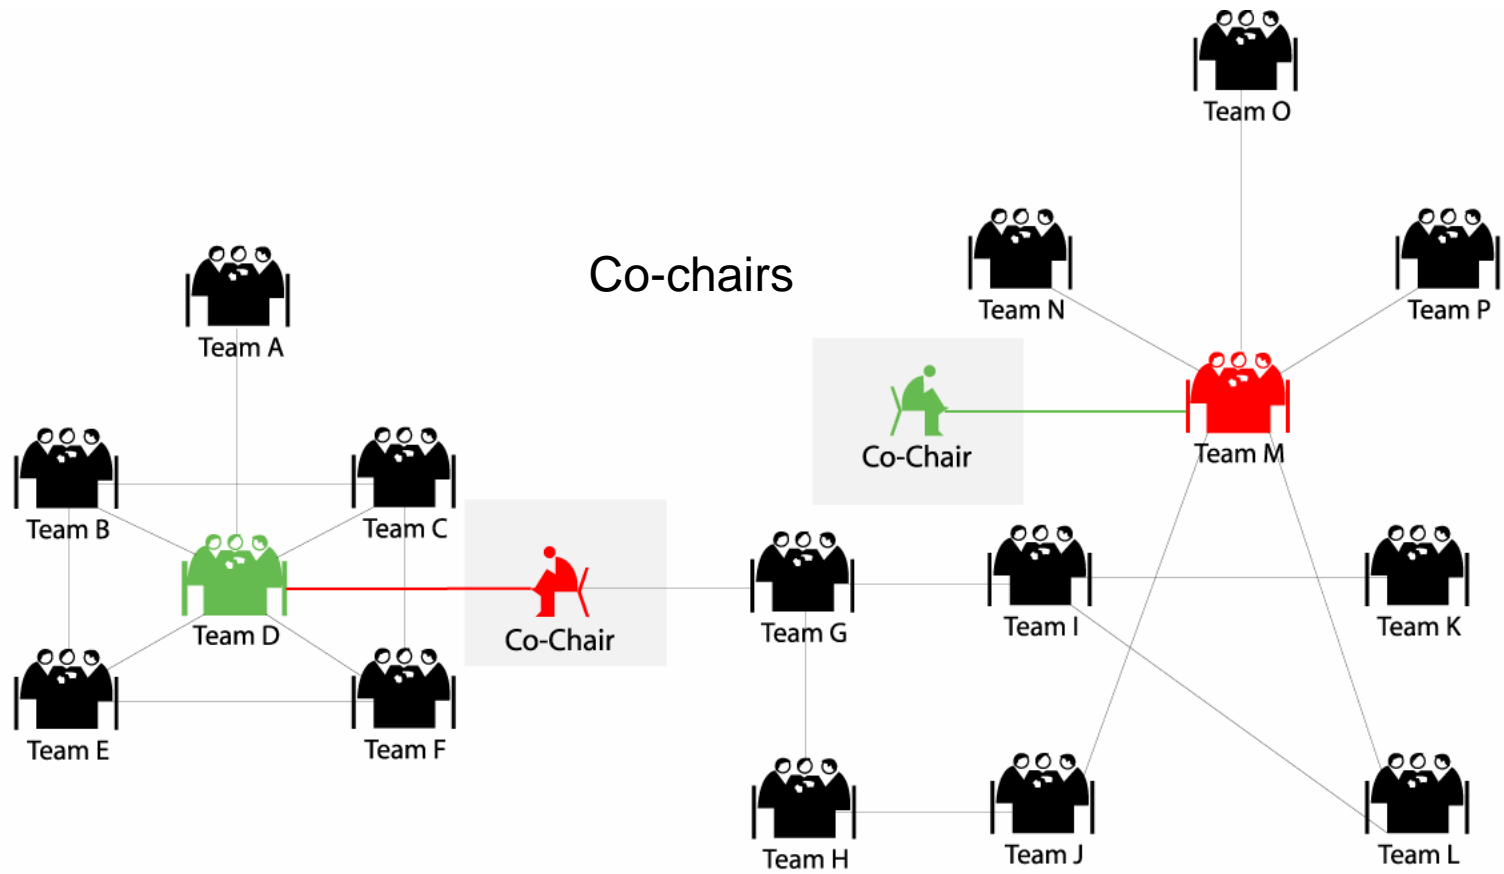 Team O
Team N
Team P
Co-chairs
Team A
Co-Chair
Team M
Team B
Team C
Team D
Co-Chair
Team G
Team I
Team K
Team E
Team F
Team H
Team J
Team L